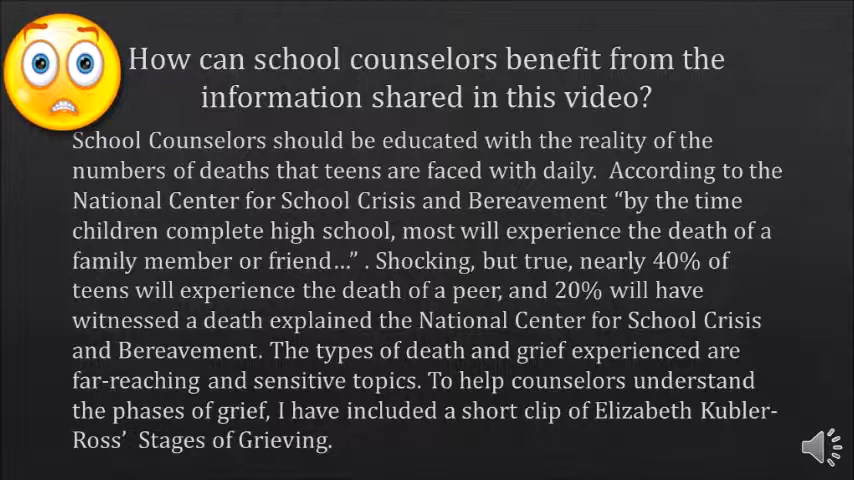 How can school counselors benefit from the
information shared in this video?
School Counselors should be educated with the reality of the
numbers of deaths that teens are faced with daily.  According to the
National Center for School Crisis and Bereavement “by the time
children complete high school, most will experience the death of a
family member or friend…” . Shocking, but true, nearly 40% of
teens will experience the death of a peer, and 20% will have
witnessed a death explained the National Center for School Crisis
and Bereavement. The types of death and grief experienced are
far-reaching and sensitive topics. To help counselors understand
the phases of grief, I have included a short clip of Elizabeth Kubler-
Ross’  Stages of Grieving.